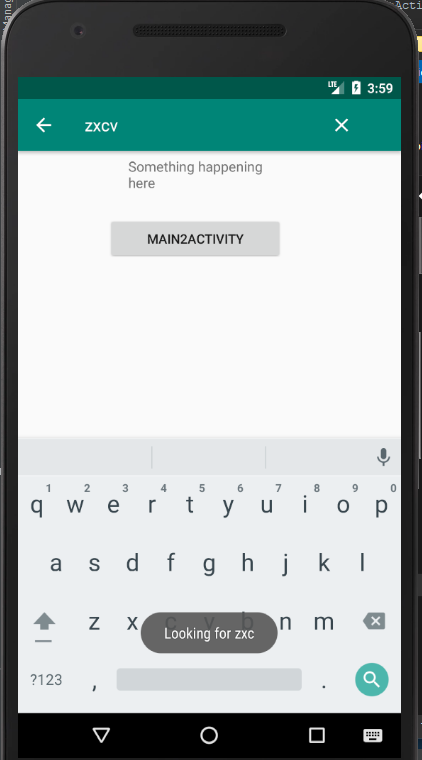 LTE 3:59
zxcv
Something happening
here
MAIN2ACTIVITY
1 2 3 4 5 6 7 8 9 0
q w e r t y u i o p
a s d f g h j k l
z x c v b n m
Looking for zxc
?123 , .